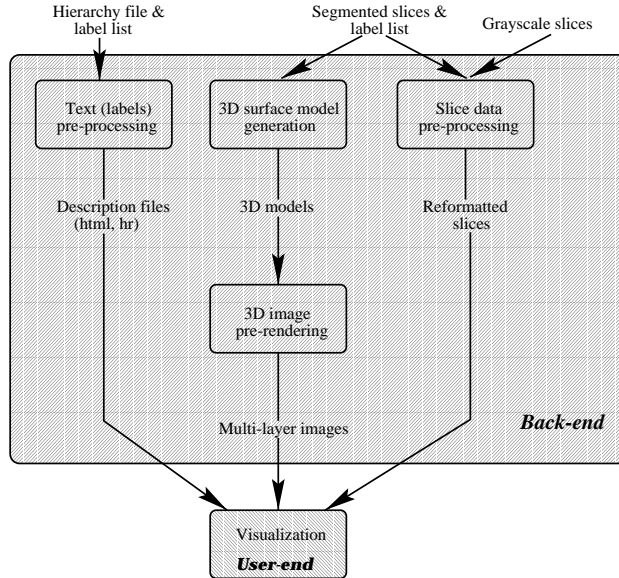 Hierarchy file &
label list
Segmented slices &
label list
Grayscale slices
Text (labels)
pre-processing
3D surface model
generation
Slice data
pre-processing
Description files
(html, hr)
3D models
Reformatted
slices
3D image
pre-rendering
Multi-layer images
Back-end
Visualization
User-end